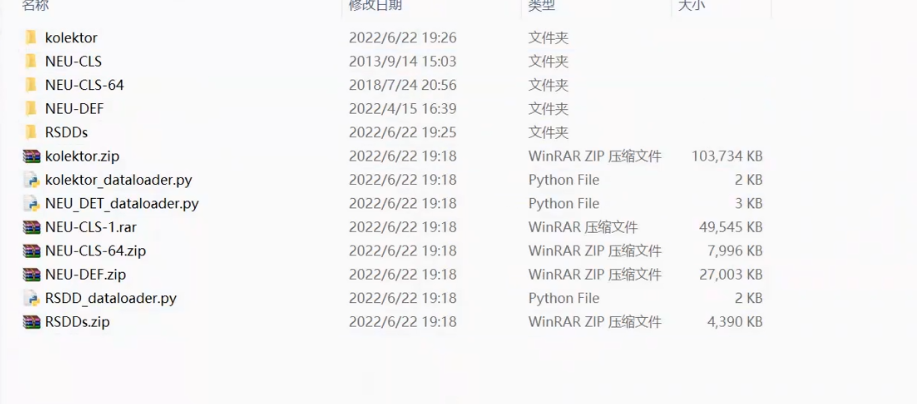 名称 修改日期 类型 大小
kolektor 2022/6/22 19:26 文件夹
NEU-CLS 2013/9/14 15:03 文件夹
NEU-CLS-64 2018/7/24 20:56 文件夹
NEU-DEF 2022/4/15 16:39 文件夹
RSDDs 2022/6/22 19:25 文件夹
kolektor.zip 2022/6/22 19:18 WinRAR ZIP 压缩文件 103,734 KB
kolektor_dataloader.py 2022/6/22 19:18 Python File 2 KB
NEU_DET_dataloader.py 2022/6/22 19:18 Python File 3 KB
NEU-CLS-1.rar 2022/6/22 19:18 WinRAR 压缩文件 49,545 KB
NEU-CLS-64.zip 2022/6/22 19:18 WinRAR ZIP 压缩文件 7,996 KB
NEU-DEF.zip 2022/6/22 19:18 WinRAR ZIP 压缩文件 27,003 KB
RSDD_dataloader.py 2022/6/22 19:18 Python File 2 KB
RSDDs.zip 2022/6/22 19:18 WinRAR ZIP 压缩文件 4,390 KB